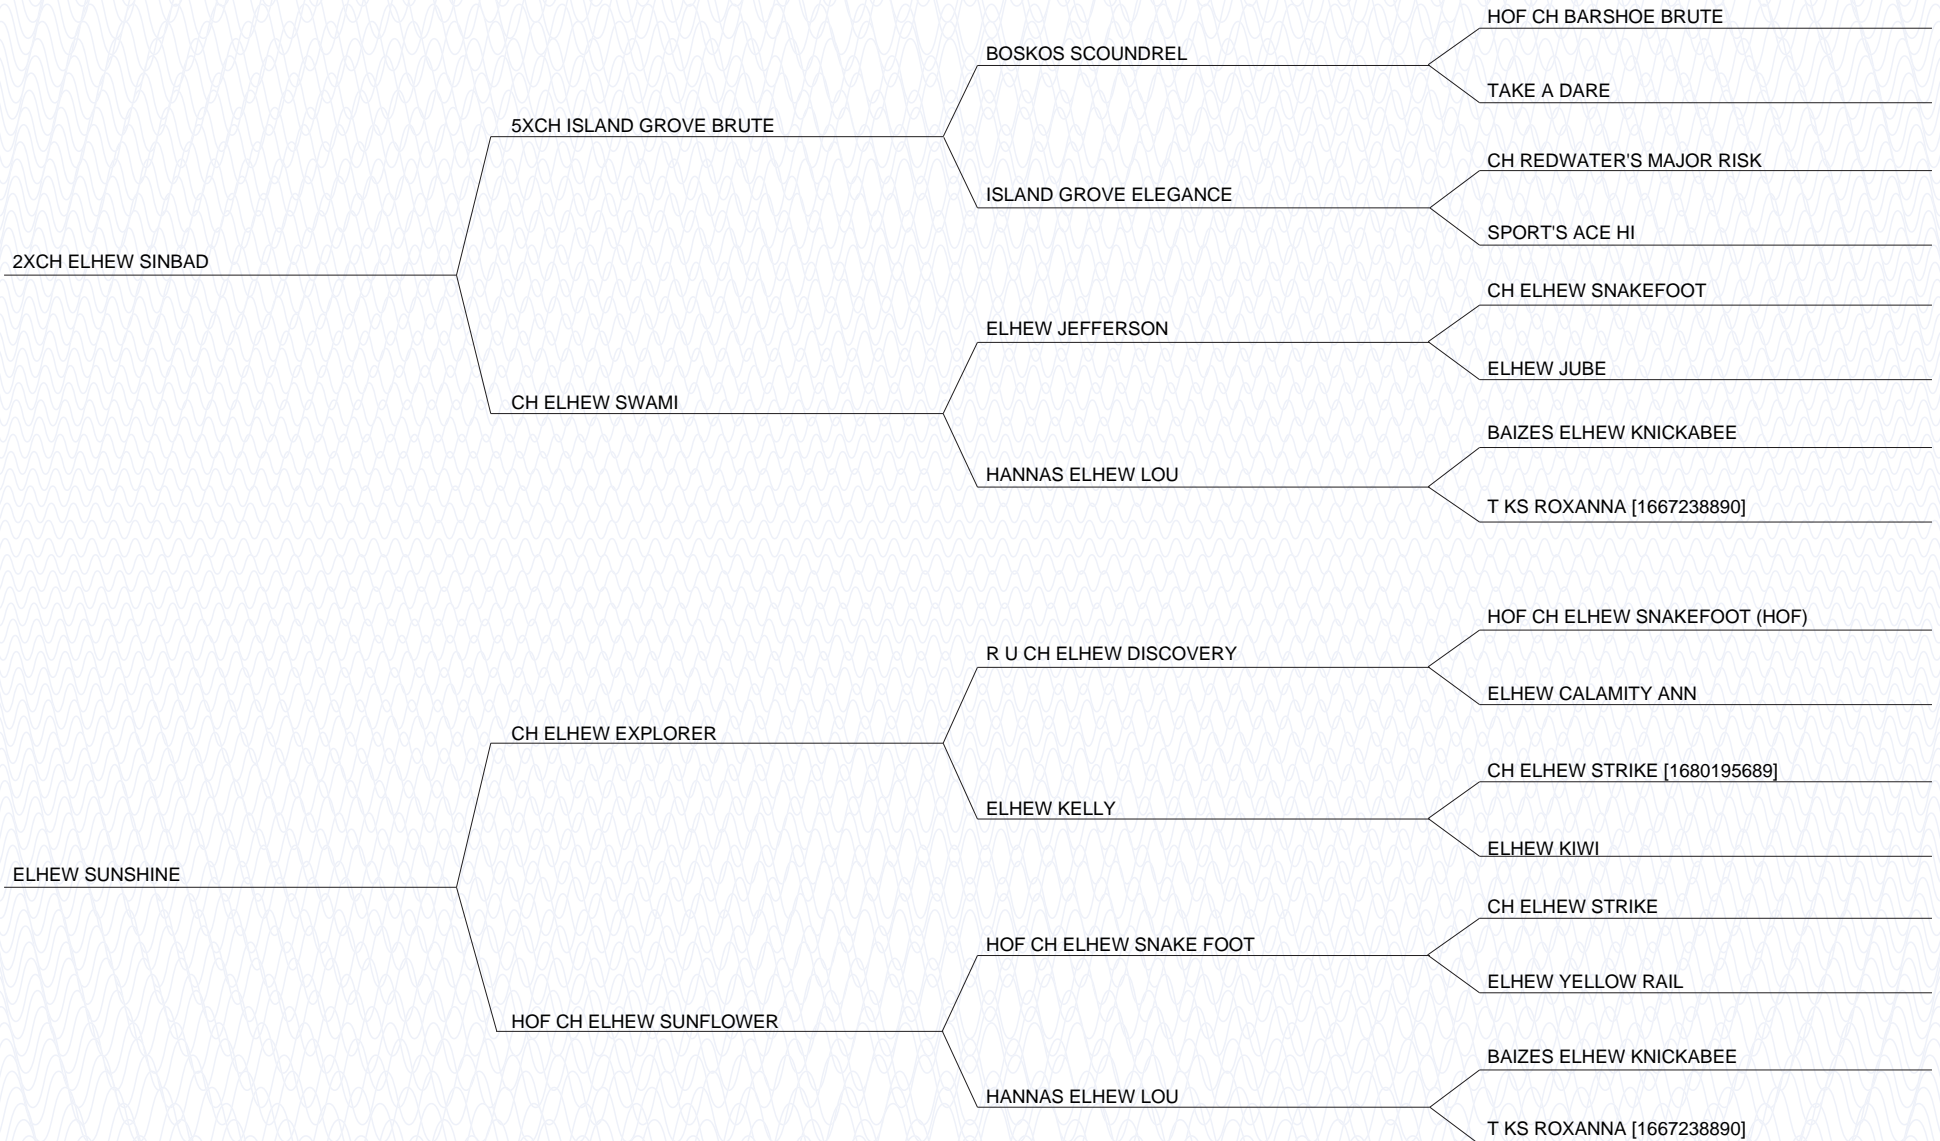 HOF CH BARSHOE BRUTE
BOSKOS SCOUNDREL
TAKE A DARE
5XCH ISLAND GROVE BRUTE
CH REDWATER'S MAJOR RISK
ISLAND GROVE ELEGANCE
SPORT'S ACE HI
2XCH ELHEW SINBAD
CH ELHEW SNAKEFOOT
ELHEW JEFFERSON
ELHEW JUBE
CH ELHEW SWAMI
BAIZES ELHEW KNICKABEE
HANNAS ELHEW LOU
T KS ROXANNA [1667238890]
HOF CH ELHEW SNAKEFOOT (HOF)
R U CH ELHEW DISCOVERY
ELHEW CALAMITY ANN
CH ELHEW EXPLORER
CH ELHEW STRIKE [1680195689]
ELHEW KELLY
ELHEW KIWI
ELHEW SUNSHINE
CH ELHEW STRIKE
HOF CH ELHEW SNAKE FOOT
ELHEW YELLOW RAIL
HOF CH ELHEW SUNFLOWER
BAIZES ELHEW KNICKABEE
HANNAS ELHEW LOU
T KS ROXANNA [1667238890]